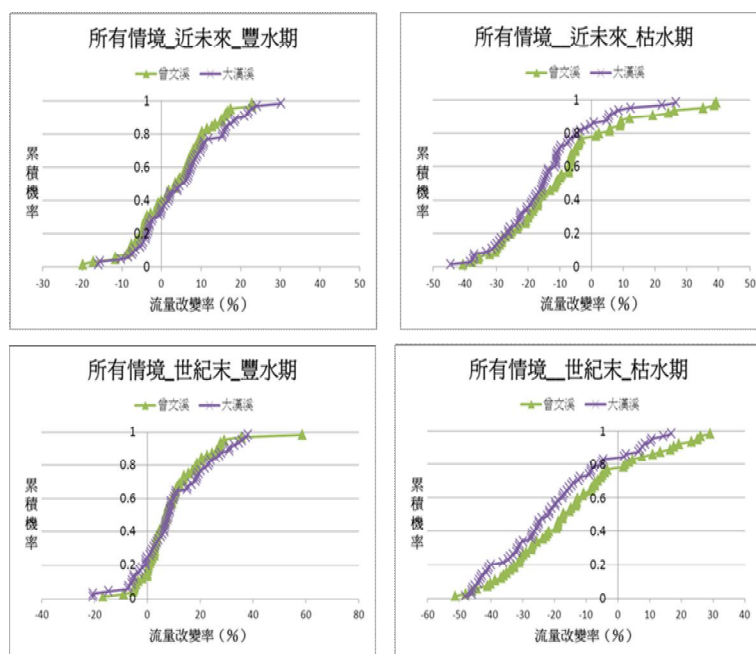 所有情境_近未來_豐水期
曾文溪 大漢溪
累積機率
1
0.8
0.6
0.4
0.2
0
-30 -20 -10 0 10 20 30 40 50
流量改變率(%)
所有情境__近未來_枯水期
曾文溪 大漢溪
累積機率
1
0.8
0.6
0.4
0.2
0
-50 -40 -30 -20 -10 0 10 20 30 40 50
流量改變率(%)
所有情境_世紀末_豐水期
曾文溪 大漢溪
累積機率
1
0.8
0.6
0.4
0.2
0
-40 -20 0 20 40 60 80
流量改變率(%)
所有情境__世紀末_枯水期
曾文溪 大漢溪
累積機率
1
0.8
0.6
0.4
0.2
0
-60 -50 -40 -30 -20 -10 0 10 20 30 40
流量改變率(%)